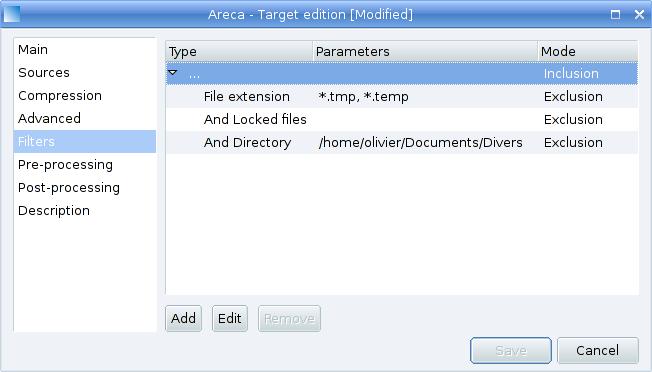 Areca - Target edition [Modified]
Main
Sources
Compression
Advanced
Filters
Pre-processing
Post-processing
Description
Type Parameters Mode
... Inclusion
File extension *.tmp, *.temp Exclusion
And Locked files Exclusion
And Directory /home/olivier/Documents/Divers Exclusion
Add Edit Remove
Save Cancel